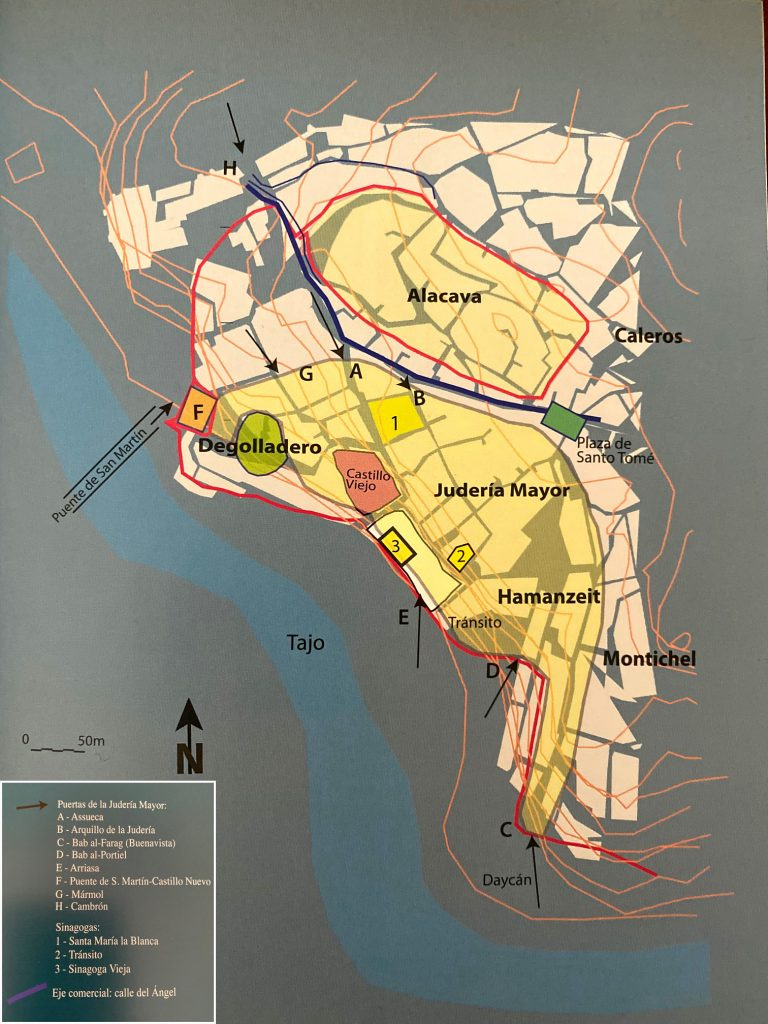 H
Alacava
Caleros
G
A
B
F
1
Degolladero
Plaza de
Santo Tomé
Puente de San Martín
Castillo
Viejo
Judería Mayor
3
2
Hamanzeit
E
Tránsito
Tajo
D
Montichel
0 50m
N
C
Daycán
Puertas de la Judería Mayor:
A - Assueca
B - Arquillo de la Judería
C - Bab al-Farag (Buenavista)
D - Bab al-Portiel
E - Arriasa
F - Puente de S. Martín-Castillo Nuevo
G - Mármol
H - Cambrón
Sinagogas:
1 - Santa María la Blanca
2 - Tránsito
3 - Sinagoga Vieja
Eje comercial: calle del Ángel